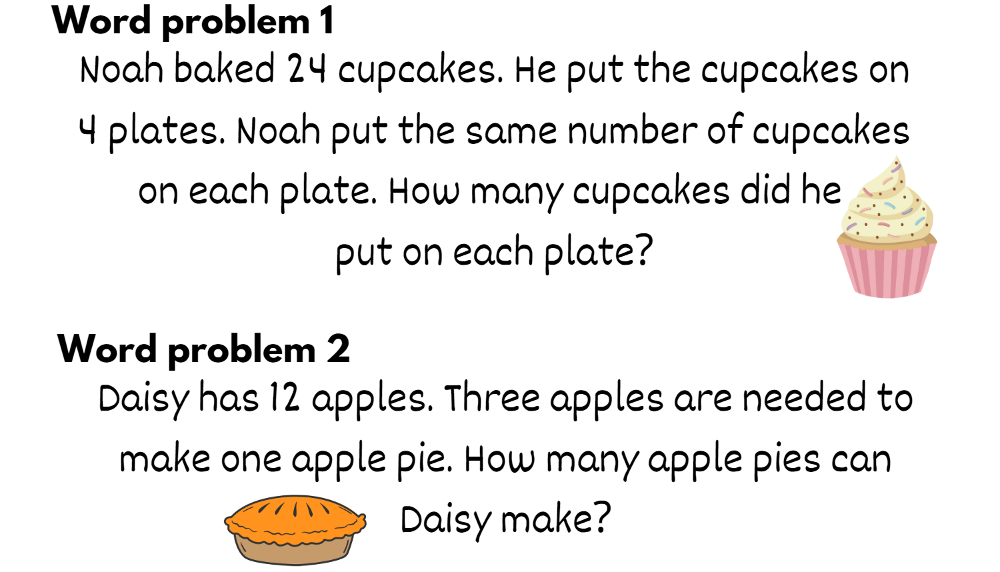 Word problem 1
Noah baked 24 cupcakes. He put the cupcakes on
4 plates. Noah put the same number of cupcakes
on each plate. How many cupcakes did he
put on each plate?
Word problem 2
Daisy has 12 apples. Three apples are needed to
make one apple pie. How many apple pies can
Daisy make?